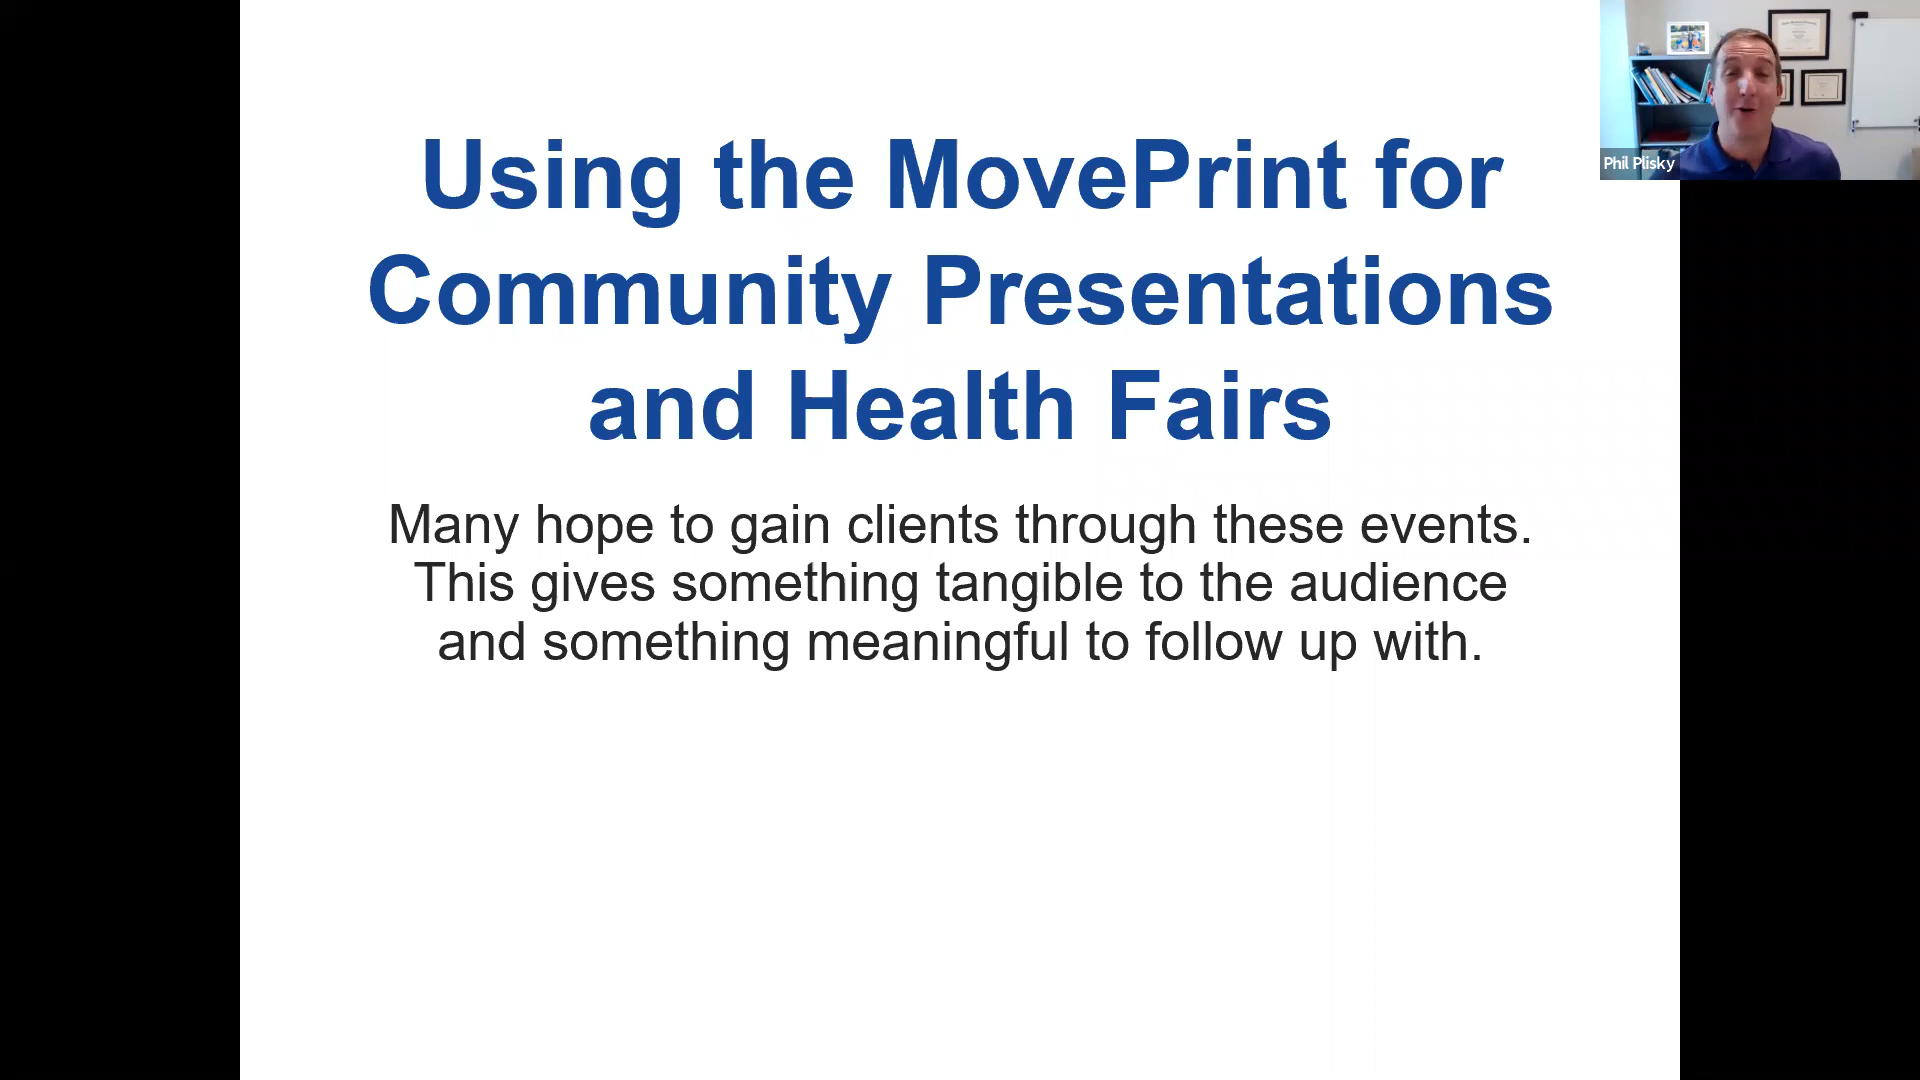 Using the MovePrint for
Community Presentations
and Health Fairs
Many hope to gain clients through these events.
This gives something tangible to the audience
and something meaningful to follow up with.
Phil Plisky